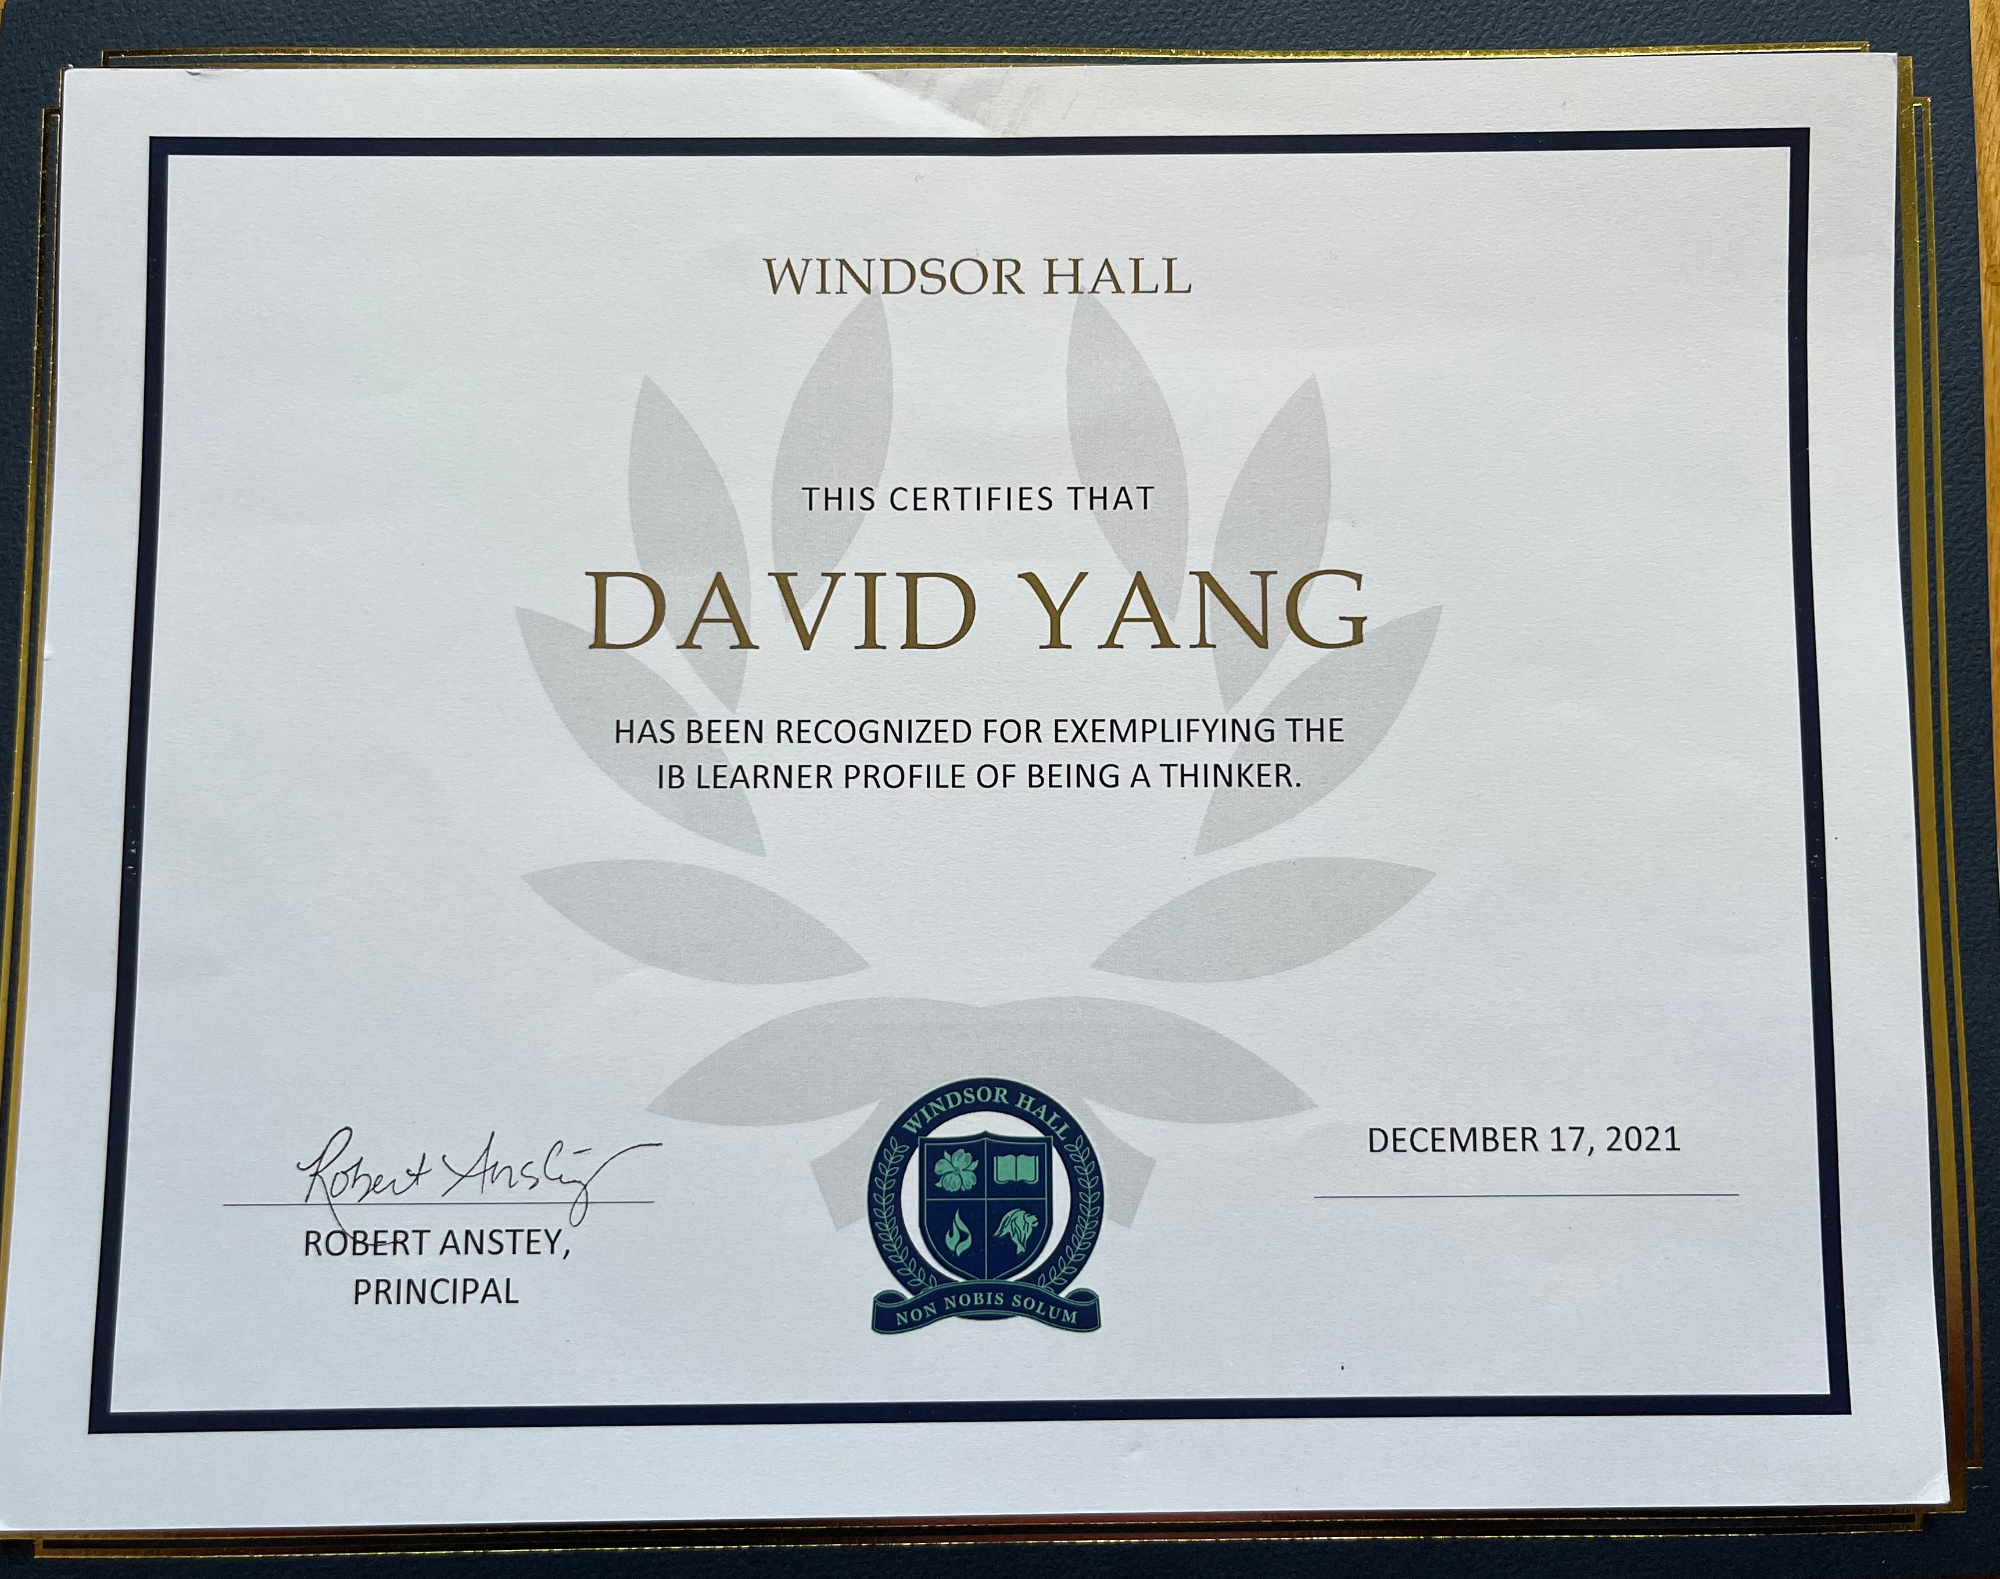 WINDSOR HALL
THIS CERTIFIES THAT
DAVID YANG
HAS BEEN RECOGNIZED FOR EXEMPLIFYING THE
IB LEARNER PROFILE OF BEING A THINKER.
Robert Anstey
ROBERT ANSTEY,
PRINCIPAL
WINDSOR HALL
NON NOBIS SOLUM
DECEMBER 17, 2021